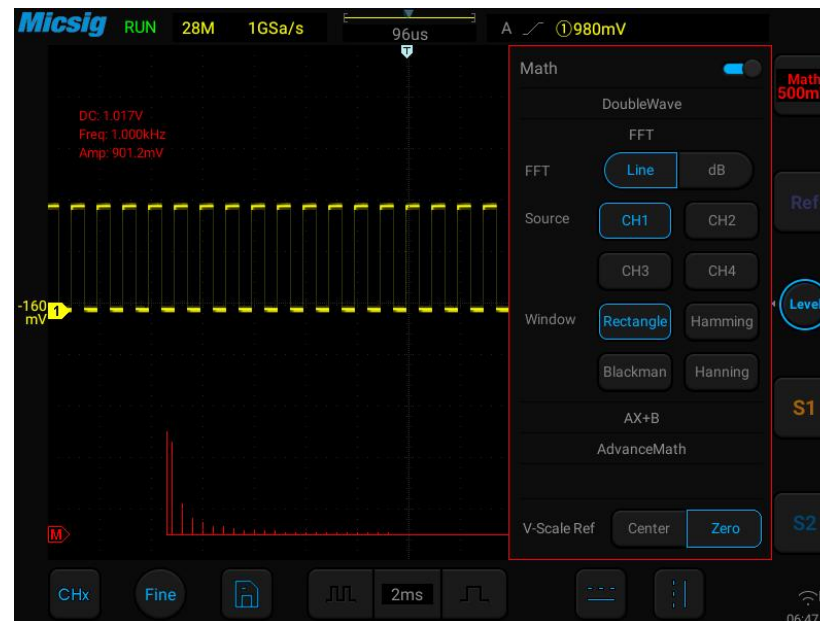 Micsig RUN 28M 1GSa/s 96us A ①980mV
T
Math
Math
500m
DoubleWave
DC: 1.017V
Freq: 1.000kHz
Amp: 901.2mV
FFT
FFT Line dB
Source CH1 CH2
Ref
CH3 CH4
-160
mV
1
Level
Window Rectangle Hamming
Blackman Hanning
AX+B
S1
AdvanceMath
M
V-Scale Ref Center Zero
S2
CHx Fine 2ms
06:47